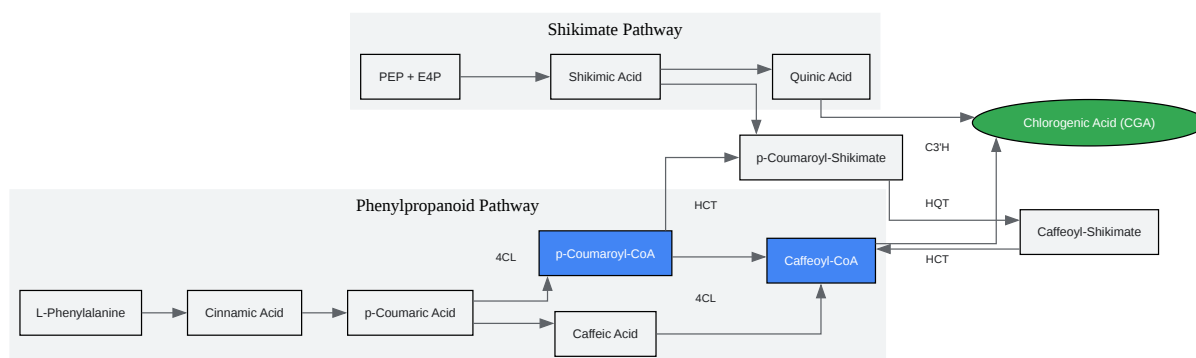 Shikimate Pathway
PEP + E4P
Shikimic Acid
Quinic Acid
Chlorogenic Acid (CGA)
C3'H
p-Coumaroyl-Shikimate
Phenylpropanoid Pathway
HCT
HQT
Caffeoyl-Shikimate
4CL
p-Coumaroyl-CoA
Caffeoyl-CoA
HCT
4CL
L-Phenylalanine
Cinnamic Acid
p-Coumaric Acid
Caffeic Acid